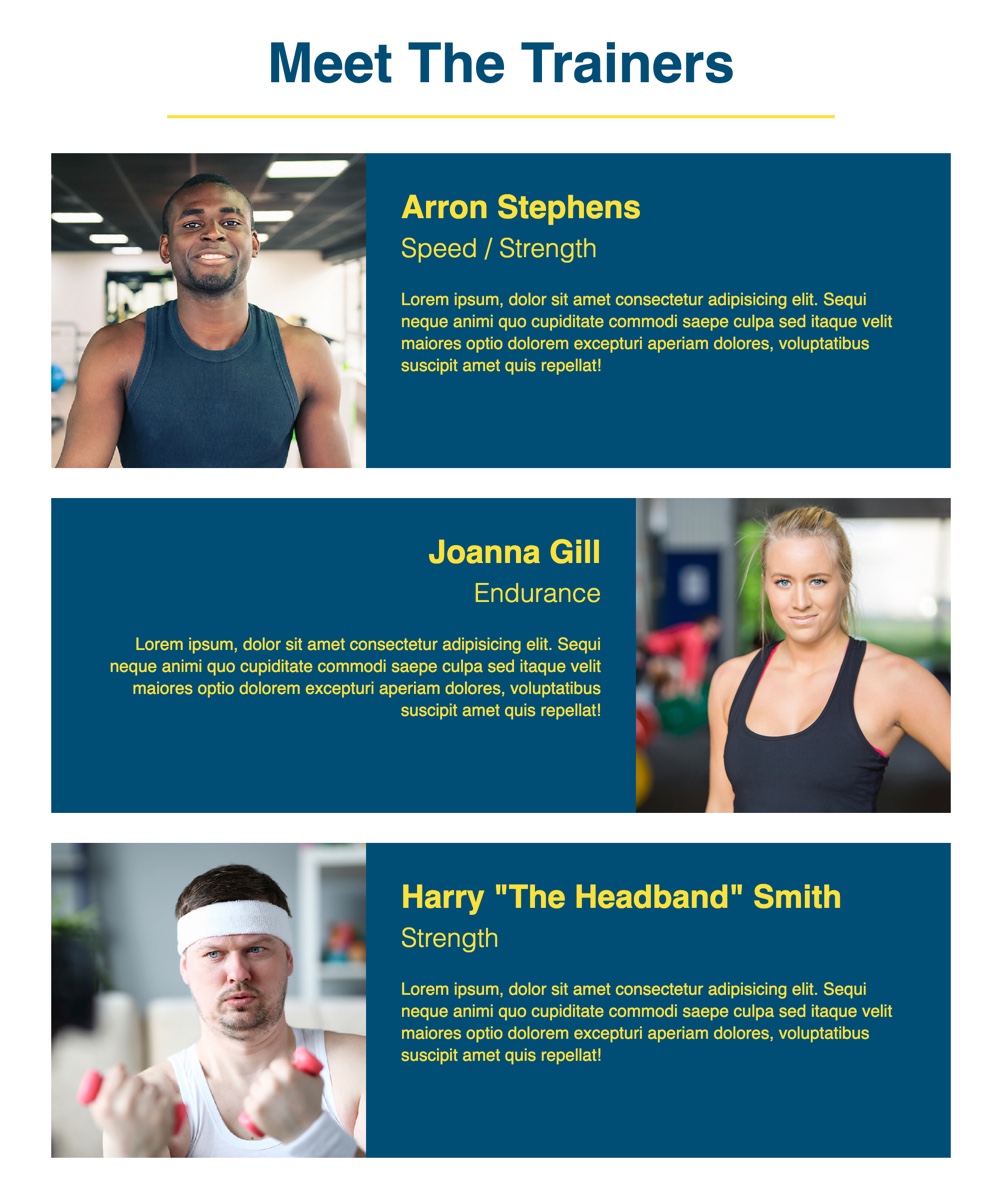 Meet The Trainers
Arron Stephens
Speed / Strength
Lorem ipsum, dolor sit amet consectetur adipisicing elit. Sequi
neque animi quo cupiditate commodi saepe culpa sed itaque velit
maiores optio dolorem excepturi aperiam dolores, voluptatibus
suscipit amet quis repellat!
Joanna Gill
Endurance
Lorem ipsum, dolor sit amet consectetur adipisicing elit. Sequi
neque animi quo cupiditate commodi saepe culpa sed itaque velit
maiores optio dolorem excepturi aperiam dolores, voluptatibus
suscipit amet quis repellat!
Harry "The Headband" Smith
Strength
Lorem ipsum, dolor sit amet consectetur adipisicing elit. Sequi
neque animi quo cupiditate commodi saepe culpa sed itaque velit
maiores optio dolorem excepturi aperiam dolores, voluptatibus
suscipit amet quis repellat!